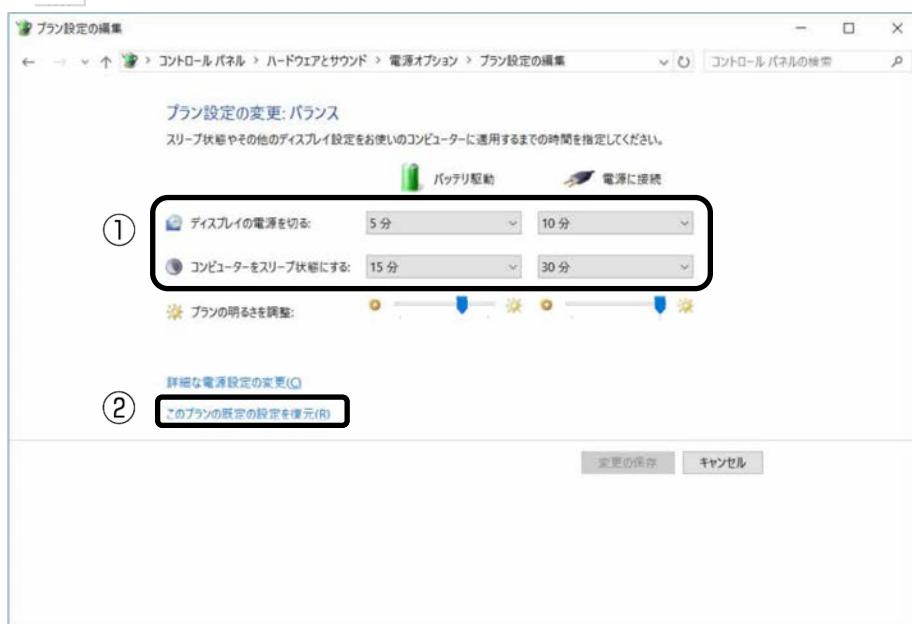 プラン設定の編集
コントロール パネル > ハードウェアとサウンド > 電源オプション > プラン設定の編集 コントロール パネルの検索
プラン設定の変更: バランス
スリープ状態やその他のディスプレイ設定をお使いのコンピューターに適用するまでの時間を指定してください。
バッテリ駆動 電源に接続
① ディスプレイの電源を切る: 5 分 10 分
コンピューターをスリープ状態にする: 15 分 30 分
プランの明るさを調整:
詳細な電源設定の変更(C)
② このプランの既定の設定を復元(R)
変更の保存 キャンセル